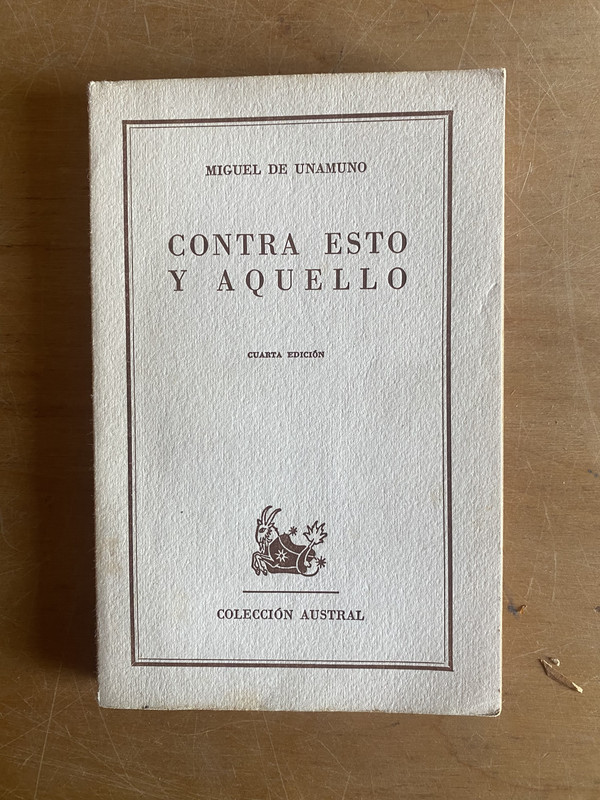 MIGUEL DE UNAMUNO
CONTRA ESTO
Y AQUELLO
CUARTA EDICIÓN
COLECCIÓN AUSTRAL